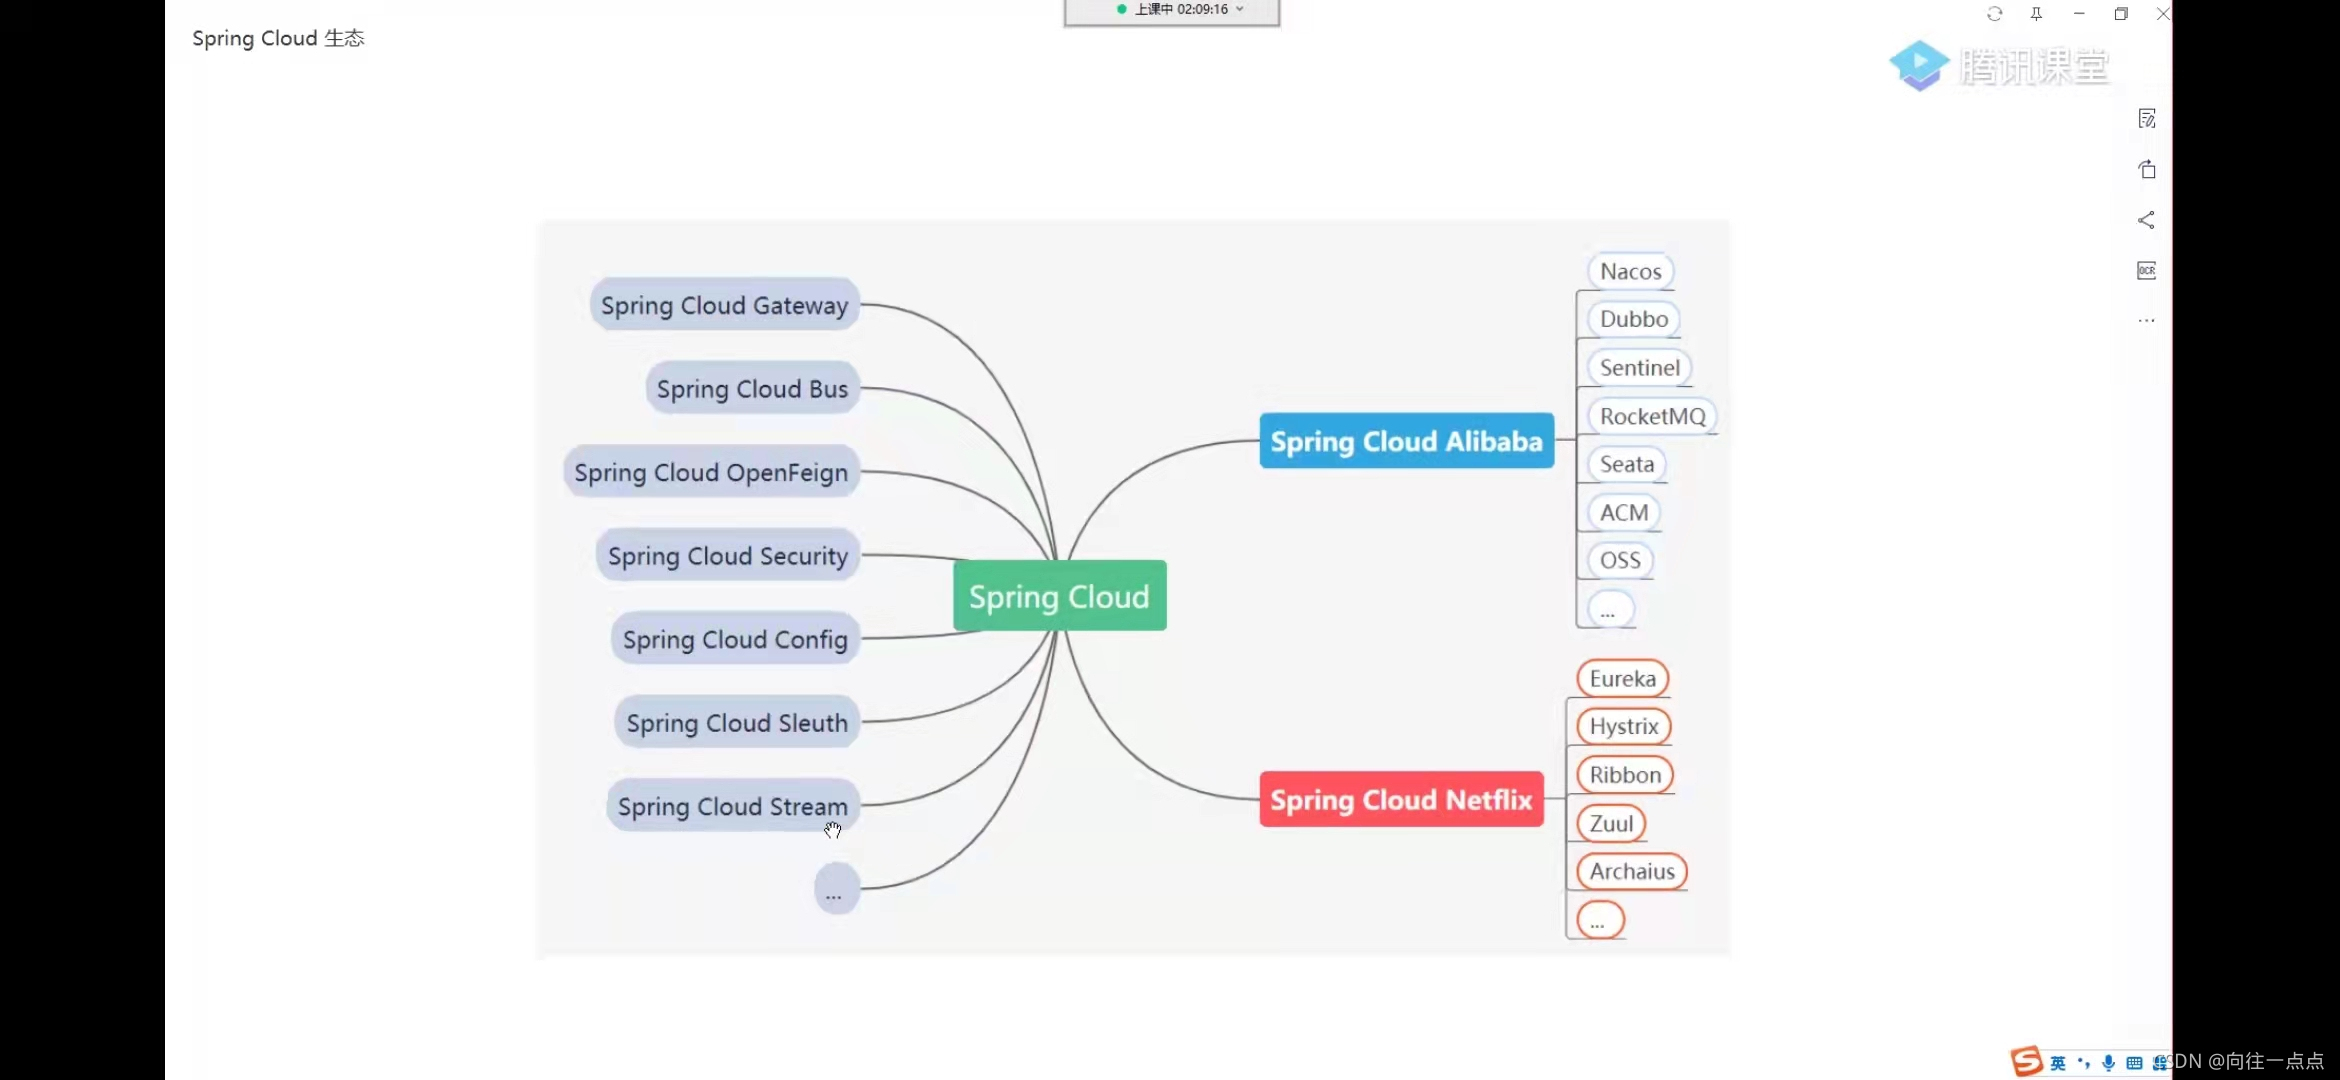 上课中 02:09:16
Spring Cloud 生态
腾讯课堂
OCR
Spring Cloud Gateway
Spring Cloud Bus
Spring Cloud OpenFeign
Spring Cloud Security
Spring Cloud Config
Spring Cloud Sleuth
Spring Cloud Stream
...
Spring Cloud
Spring Cloud Alibaba
Nacos
Dubbo
Sentinel
RocketMQ
Seata
ACM
OSS
...
Spring Cloud Netflix
Eureka
Hystrix
Ribbon
Zuul
Archaius
...
英
CSDN @向往一点点